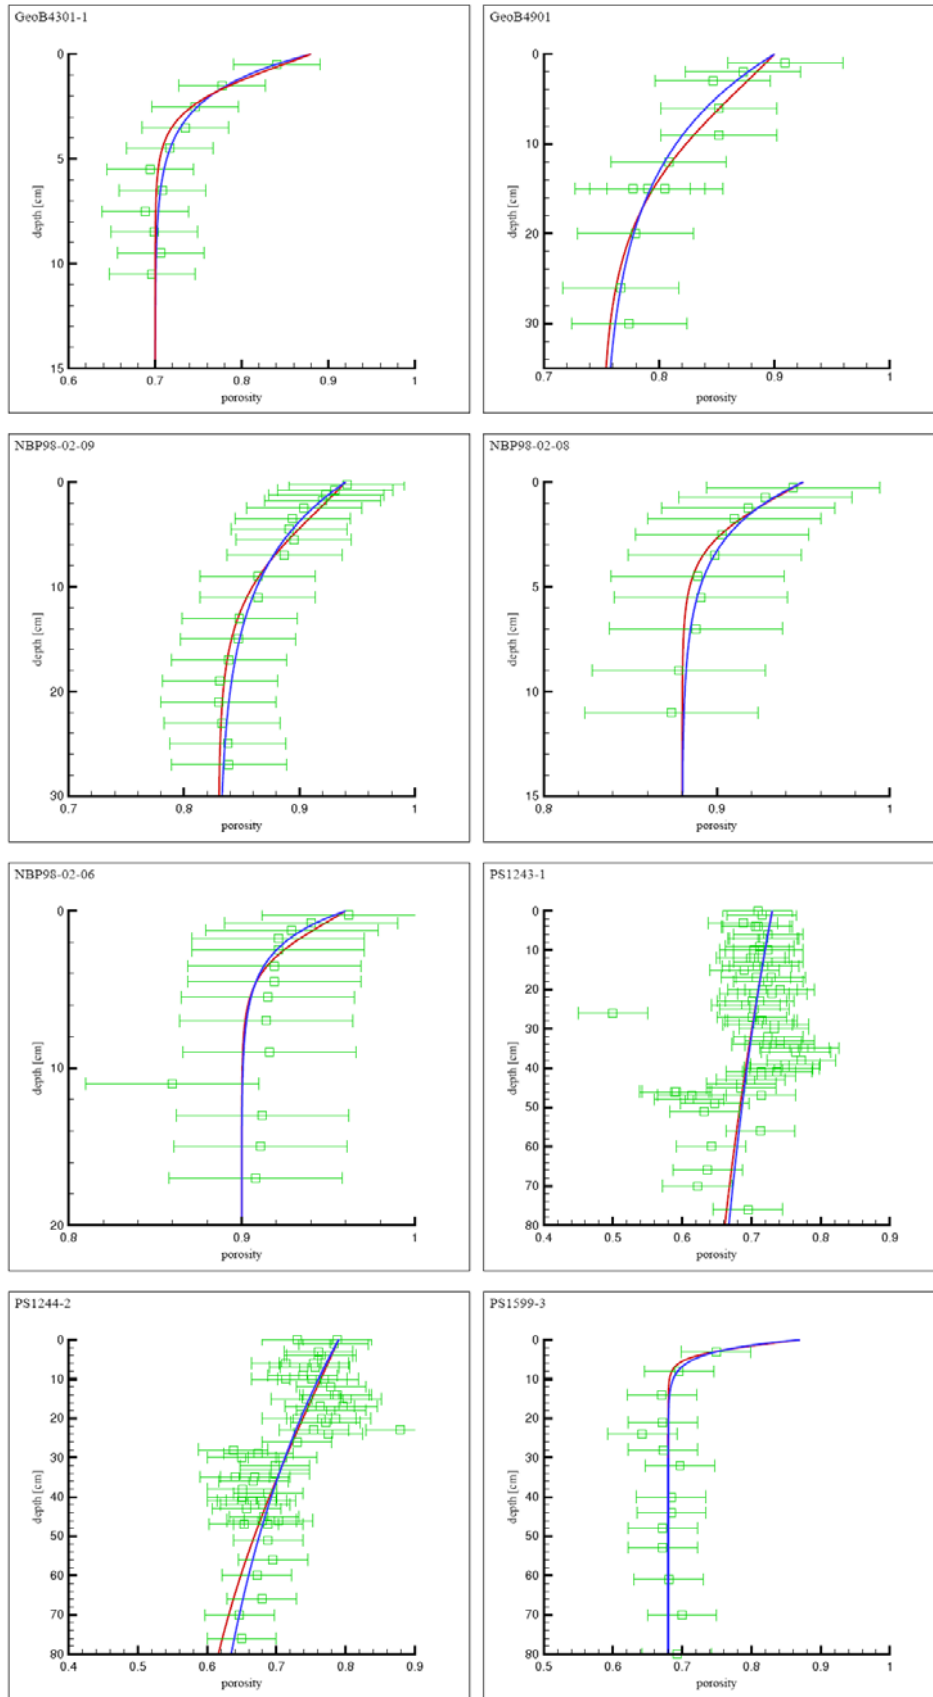 GeoB4301-1
0
5
10
15
depth [cm]
0.6 0.7 0.8 0.9 1
porosity
GeoB4901
0
10
20
30
depth [cm]
0.7 0.8 0.9 1
porosity
NBP98-02-09
0
10
20
30
depth [cm]
0.7 0.8 0.9 1
porosity
NBP98-02-08
0
5
10
15
depth [cm]
0.8 0.9 1
porosity
NBP98-02-06
0
10
20
depth [cm]
0.8 0.9 1
porosity
PS1243-1
0
10
20
30
40
50
60
70
80
depth [cm]
0.4 0.5 0.6 0.7 0.8 0.9
porosity
PS1244-2
0
10
20
30
40
50
60
70
80
depth [cm]
0.4 0.5 0.6 0.7 0.8 0.9
porosity
PS1599-3
0
10
20
30
40
50
60
70
80
depth [cm]
0.5 0.6 0.7 0.8 0.9 1
porosity